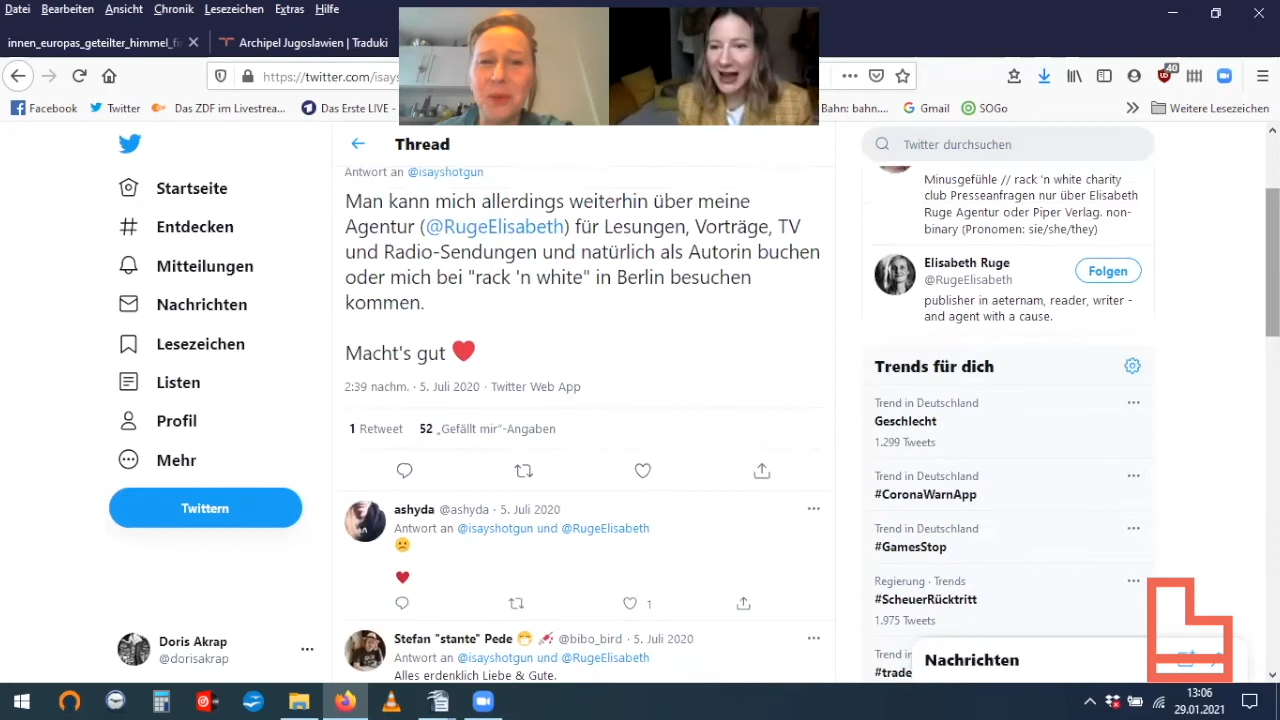 Datei Bearbeiten Ansicht Chronik Lesezeichen Extras Hilfe
innen_europas_geteilter_himmel_fi
Archipel Jugoslawien | Traduki
https://twitter.com/isays
40
Facebook
Twitter
Das ZDF im Livestrea...
Das Erste LIVE -
Bahn: bahn....
Gmail
SOGo
Weitere Lesezeichen
Startseite
Entdecken
Mitteilungen
Nachrichten
Lesezeichen
Listen
Profil
Mehr
Twittern
Doris Akrap
@dorisakrap
Thread
Antwort an @isayshotgun
Man kann mich allerdings weiterhin über meine
Agentur (@RugeElisabeth) für Lesungen, Vorträge, TV
und Radio-Sendungen und natürlich als Autorin buchen
oder mich bei "rack 'n white" in Berlin besuchen
kommen.
Macht's gut ❤
2:39 nachm. · 5. Juli 2020 · Twitter Web App
1 Retweet 52 „Gefällt mir“-Angaben
ashyda @ashyda · 5. Juli 2020
Antwort an @isayshotgun und @RugeElisabeth
😕
❤
1
Stefan "stante" Pede 😷 💉 @bibo_bird · 5. Juli 2020
Antwort an @isayshotgun und @RugeElisabeth
Alles erdenklich Liebe & Gute.
Twitter durchsuchen
Minusgefühle // rack 'n white charity
club Presseanfragen nur über Elisabeth
Ruge Agentur oder Piper Verlag. non-
binary (Pronomen: sie/she/they)
Elisabeth Ruge
@RugeElisabeth
Folgen
publisher in aeternam, reader, writer -
and agent with a cause.
Trends für dich
Trend in Deutschland
Geschlecht
1.299 Tweets
Trend in Deutschland
#CoronaWarnApp
Trend in Deutschland
#GamesStop
Regierung · Trends
#ScheuerRücktritt
1.975 Tweets
Trend in D
#trade
Nachrichten
13:06
29.01.2021